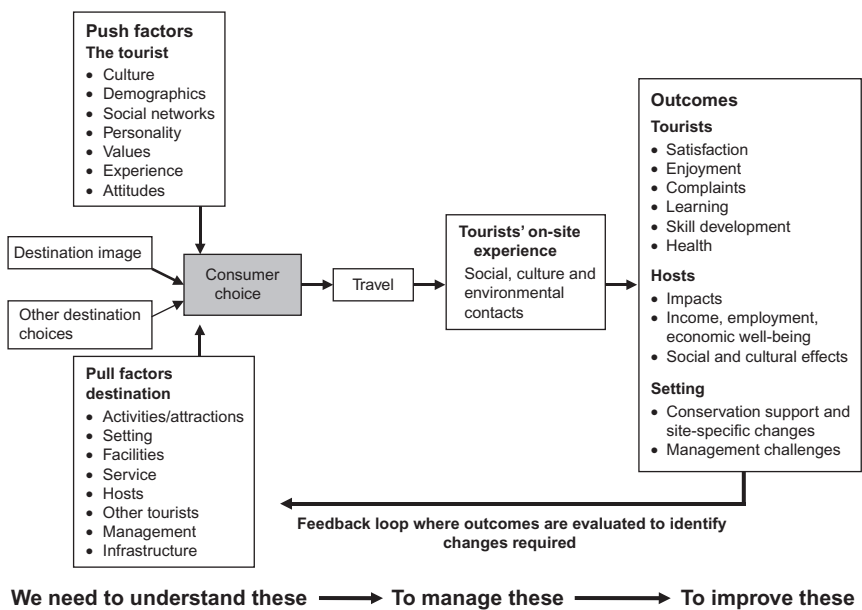 Push factors
The tourist
• Culture
• Demographics
• Social networks
• Personality
• Values
• Experience
• Attitudes
Destination image
Other destination
choices
Consumer
choice
Travel
Tourists' on-site
experience
Social, culture and
environmental
contacts
Pull factors
destination
• Activities/attractions
• Setting
• Facilities
• Service
• Hosts
• Other tourists
• Management
• Infrastructure
Outcomes
Tourists
• Satisfaction
• Enjoyment
• Complaints
• Learning
• Skill development
• Health
Hosts
• Impacts
• Income, employment,
economic well-being
• Social and cultural effects
Setting
• Conservation support and
site-specific changes
• Management challenges
Feedback loop where outcomes are evaluated to identify
changes required
We need to understand these To manage these To improve these